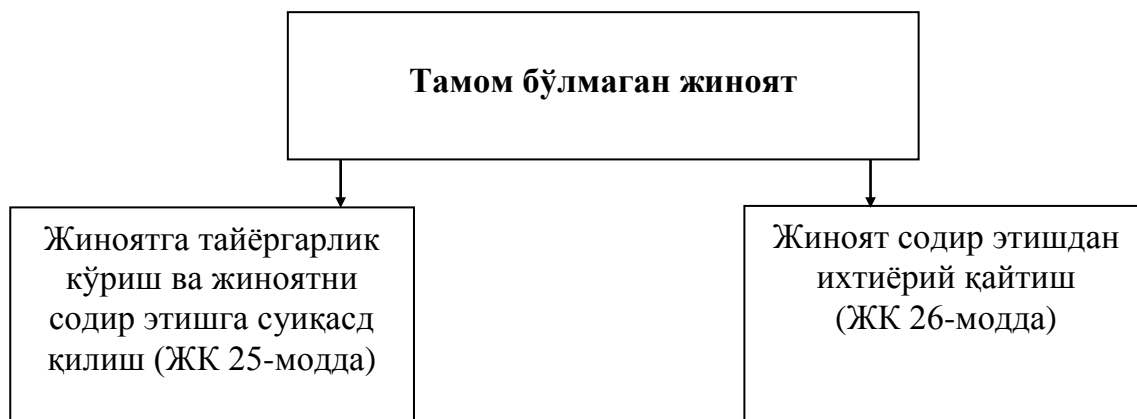 Тамом бўлмаган жиноят
Жиноятга тайёргарлик
кўриш ва жиноятни
содир этишга суиқасд
қилиш (ЖК 25-модда)
Жиноят содир этишдан
ихтиёрий қайтиш
(ЖК 26-модда)